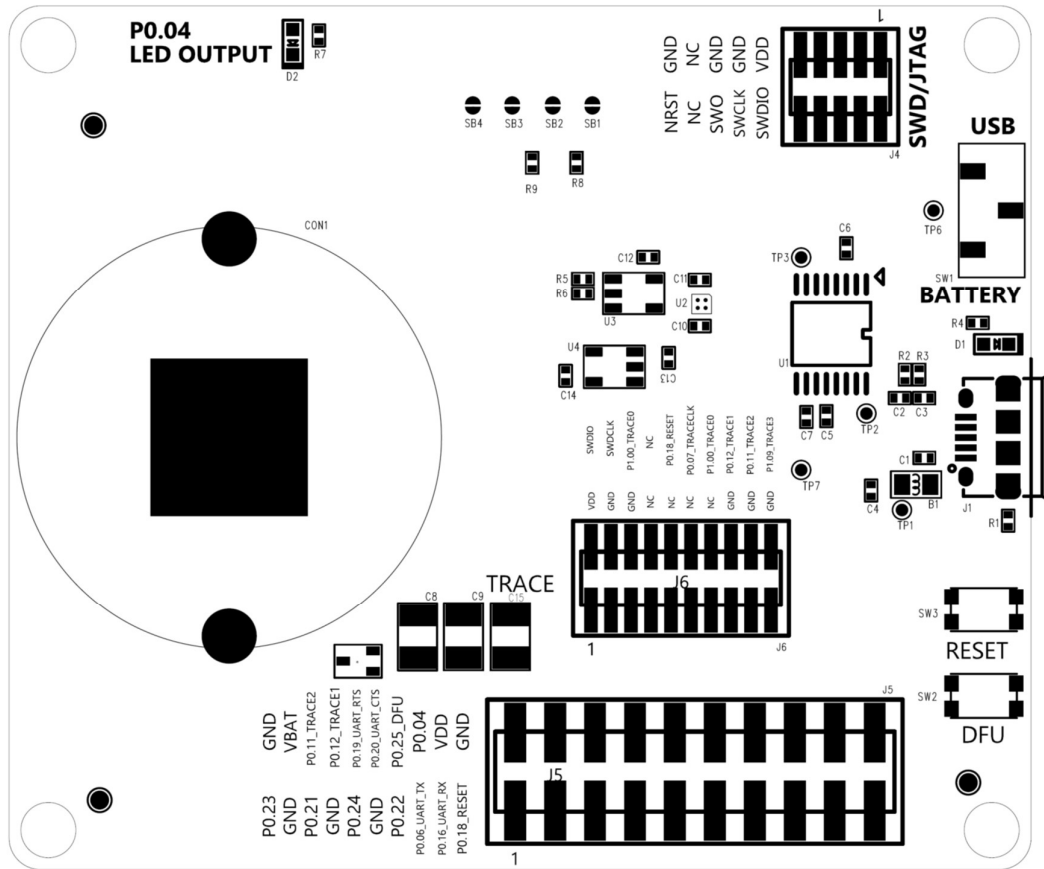 P0.04
LED OUTPUT
D2
R7
SB4
SB3
SB2
SB1
R9
R8
GND
NC
GND
GND
VDD
NRST
NC
SWO
SWCLK
SWDIO
1
SWD/JTAG
J4
USB
TP6
SW1
BATTERY
CON1
C12
R5
R6
U3
C11
U2
C10
U4
C14
C13
TP3
C6
U1
R4
D1
R2
R3
C2
C3
C7
C5
TP2
TP7
C1
C4
B1
TP1
J1
R1
SWDIO
SWDCLK
P1.00_TRACE0
NC
P0.18_RESET
P0.07_TRACECLK
P1.00_TRACE0
P0.12_TRACE1
P0.11_TRACE2
P1.09_TRACE3
VDD
GND
GND
NC
NC
NC
NC
GND
GND
GND
TRACE
J6
1
J6
C8
C9
C15
SW3
RESET
SW2
DFU
GND
VBAT
P0.11_TRACE2
P0.12_TRACE1
P0.19_UART_RTS
P0.20_UART_CTS
P0.25_DFU
P0.04
VDD
GND
P0.23
GND
P0.21
GND
P0.24
GND
P0.22
P0.06_UART_TX
P0.16_UART_RX
P0.18_RESET
J5
J5
1